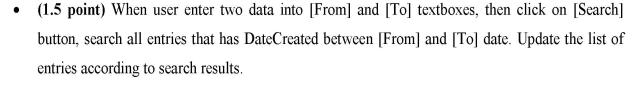 • (1.5 point) When user enter two data into [From] and [To] textboxes, then click on [Search]
button, search all entries that has DateCreated between [From] and [To] date. Update the list of
entries according to search results.